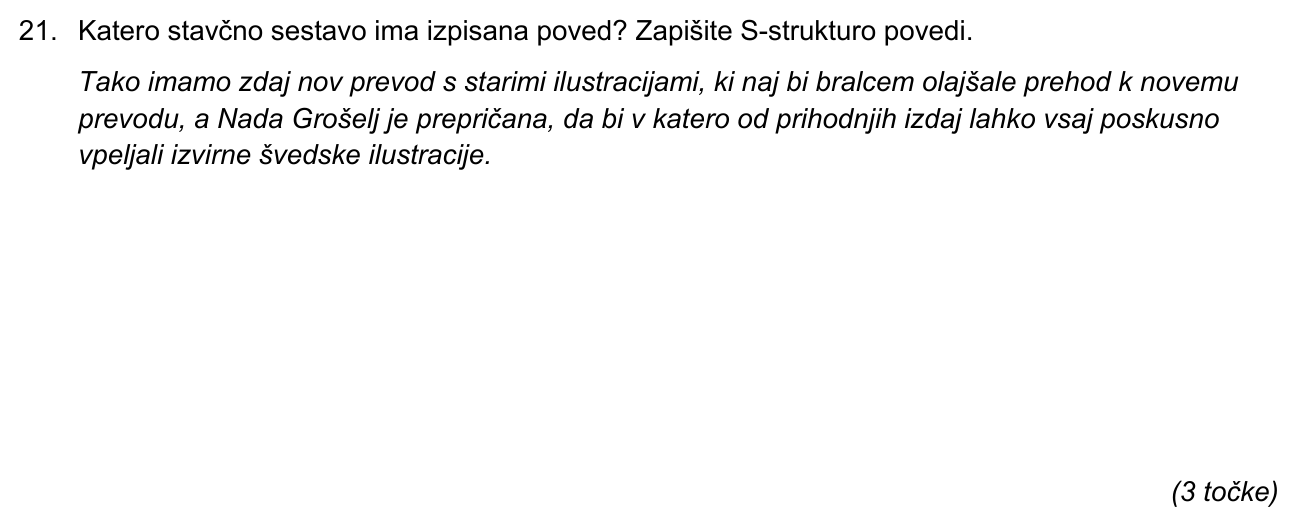 21. Katero stavčno sestavo ima izpisana poved? Zapišite S-strukturo povedi.
Tako imamo zdaj nov prevod s starimi ilustracijami, ki naj bi bralcem olajšale prehod k novemu
prevodu, a Nada Grošelj je prepričana, da bi v katero od prihodnjih izdaj lahko vsaj poskusno
vpeljali izvirne švedske ilustracije.
(3 točke)